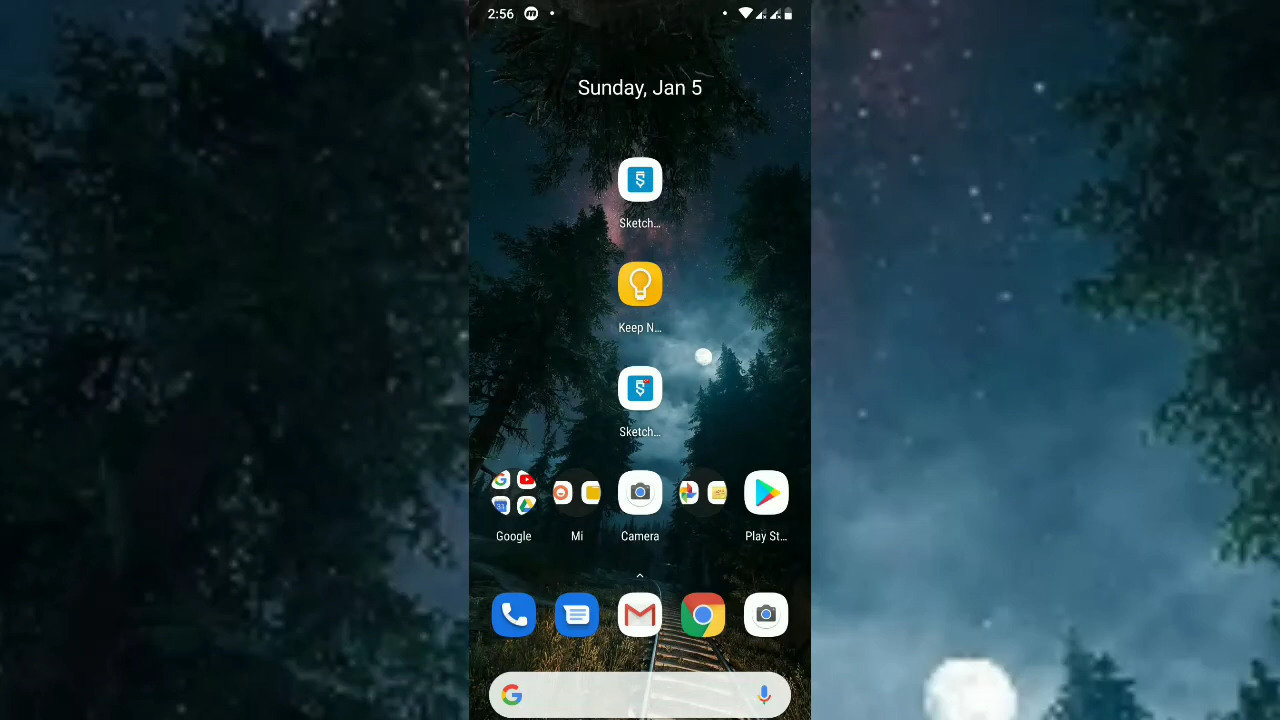 2:56
Sunday, Jan 5
Sketch…
Keep N…
Sketch…
Google
Mi
Camera
Play St…